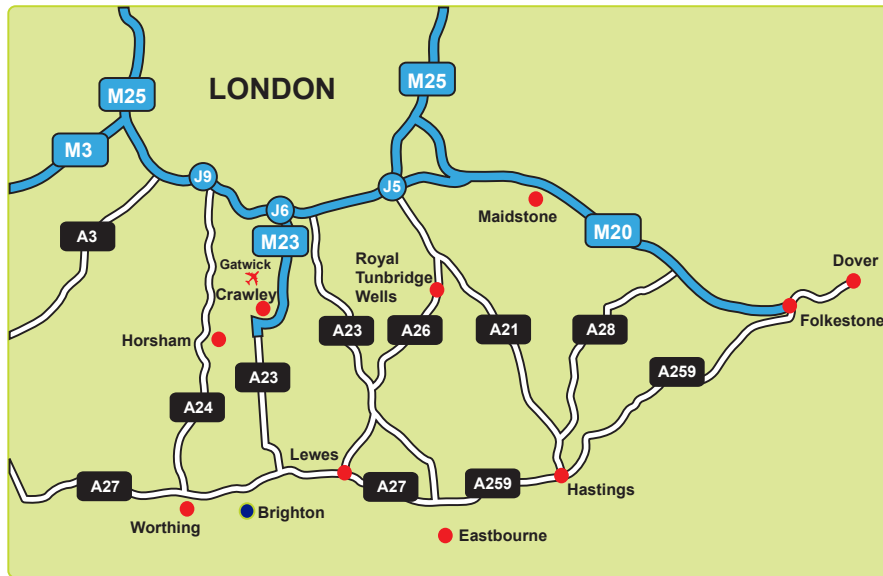 M25
LONDON
M25
M3
J9
J5
J6
Maidstone
A3
M23
M20
Gatwick
Crawley
Royal
Tunbridge
Wells
Dover
Folkestone
Horsham
A23
A26
A21
A28
A23
A259
A24
Lewes
A27
A27
A259
Hastings
Worthing
Brighton
Eastbourne